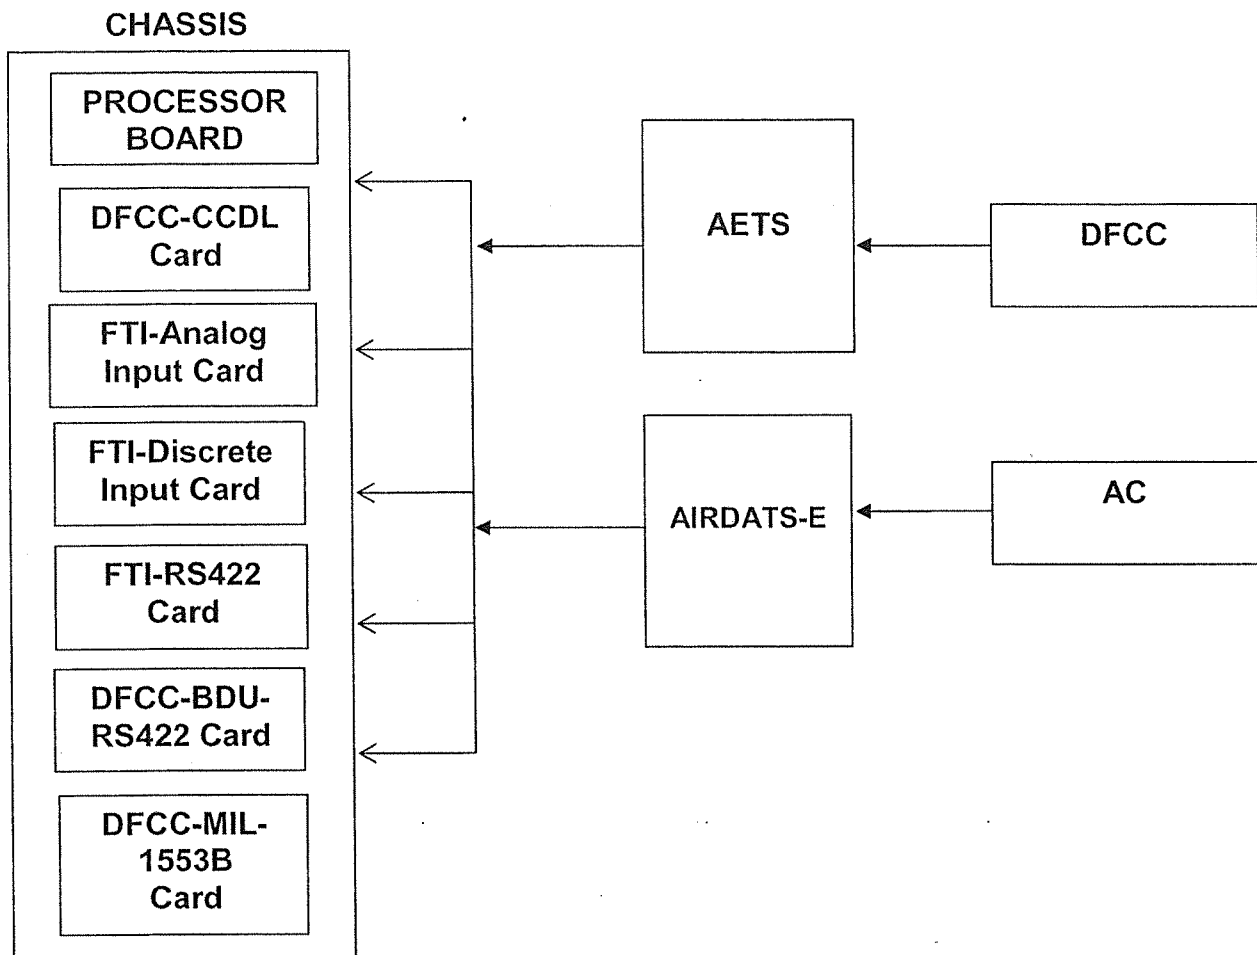 CHASSIS
PROCESSOR
BOARD
DFCC-CCDL
Card
FTI-Analog
Input Card
FTI-Discrete
Input Card
FTI-RS422
Card
DFCC-BDU-
RS422 Card
DFCC-MIL-
1553B
Card
AETS
DFCC
AIRDATS-E
AC